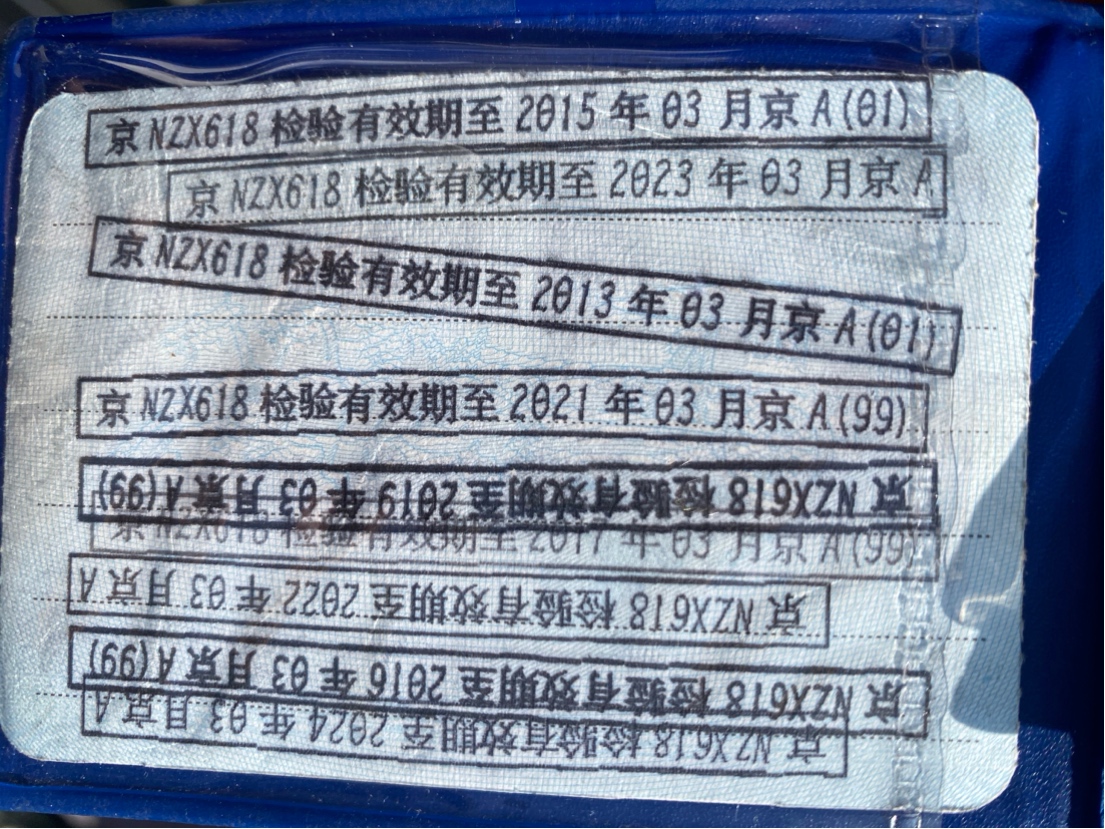 京 NZX618 检验有效期至 2015 年 03 月京 A(01)
京 NZX618 检验有效期至 2023 年 03 月京 A
京 NZX618 检验有效期至 2013 年 03 月京 A(01)
京 NZX618 检验有效期至 2021 年 03 月京 A(99)
京 NZX618 检验有效期至 2019 年 03 月京 A(99)
京 NZX618 检验有效期至 2017 年 03 月京 A(99)
京 NZX618 检验有效期至 2022 年 03 月京 A
京 NZX618 检验有效期至 2016 年 03 月京 A(99)
京 NZX618 检验有效期至 2024 年 03 月京 A